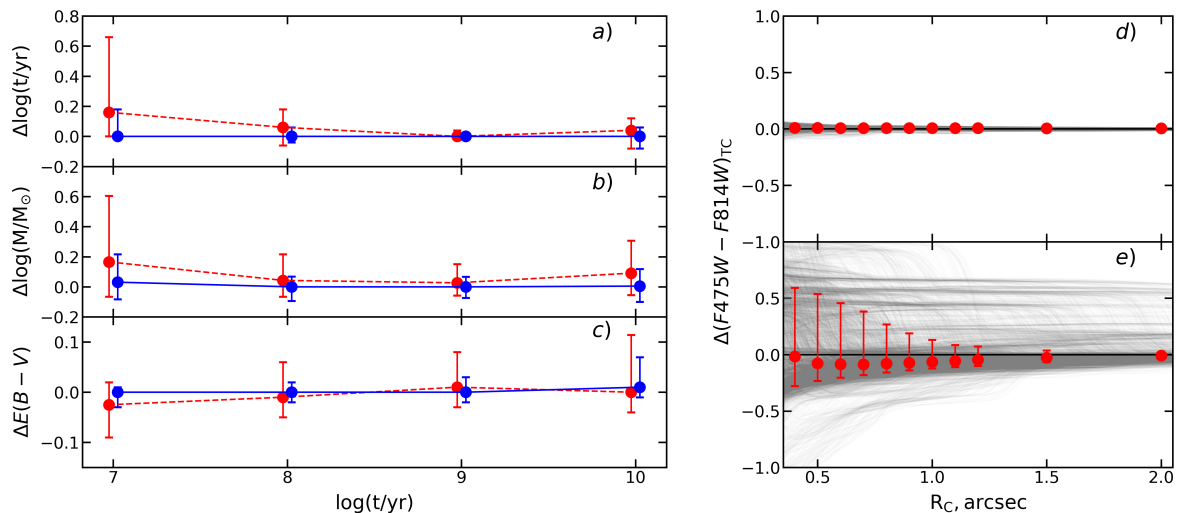 a)
Δlog(t/yr)
0.8
0.6
0.4
0.2
0.0
−0.2
b)
Δlog(M/M☉)
0.6
0.4
0.2
0.0
−0.2
c)
ΔE(B − V)
0.1
0.0
−0.1
7 8 9 10
log(t/yr)
d)
Δ(F475W − F814W)TC
1.0
0.5
0.0
−0.5
−1.0
e)
0.5
0.0
−0.5
−1.0
0.5 1.0 1.5 2.0
RC, arcsec